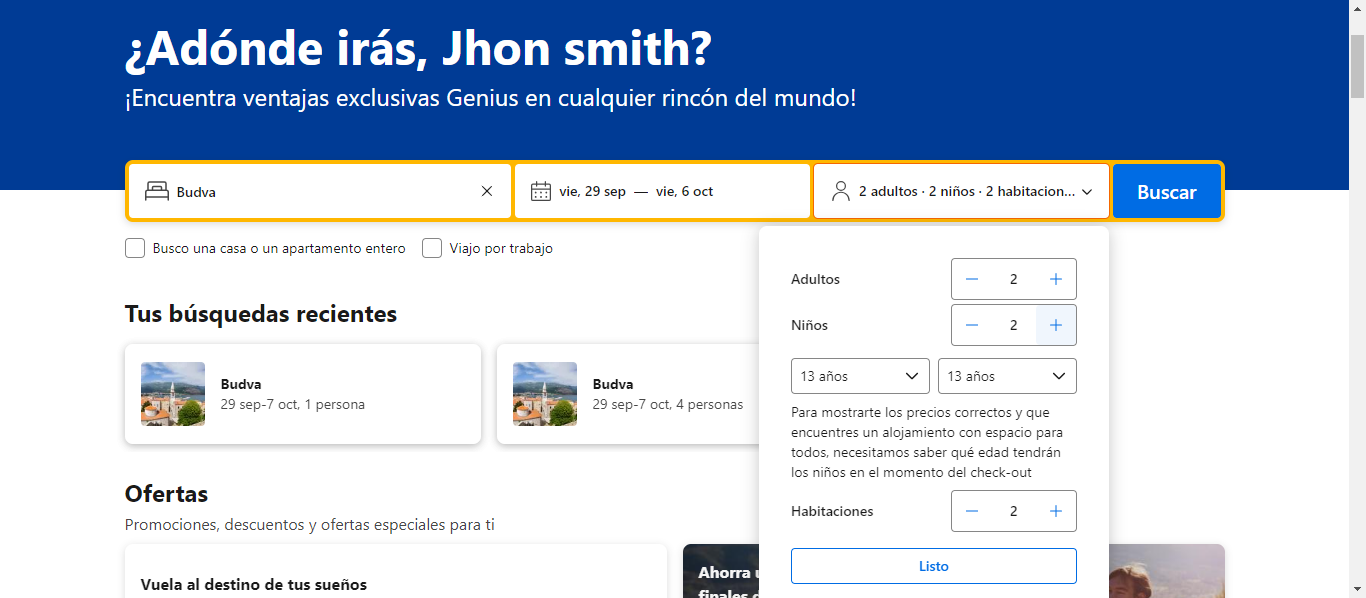 ¿Adónde irás, Jhon smith?
¡Encuentra ventajas exclusivas Genius en cualquier rincón del mundo!
Budva
vie, 29 sep — vie, 6 oct
2 adultos · 2 niños · 2 habitacion...
Buscar
Busco una casa o un apartamento entero
Viajo por trabajo
Adultos
2
Niños
2
13 años
13 años
Para mostrarte los precios correctos y que
encuentres un alojamiento con espacio para
todos, necesitamos saber qué edad tendrán
los niños en el momento del check-out
Habitaciones
2
Listo
Tus búsquedas recientes
Budva
29 sep-7 oct, 1 persona
Budva
29 sep-7 oct, 4 personas
Ofertas
Promociones, descuentos y ofertas especiales para ti
Vuela al destino de tus sueños
Ahorra
finales